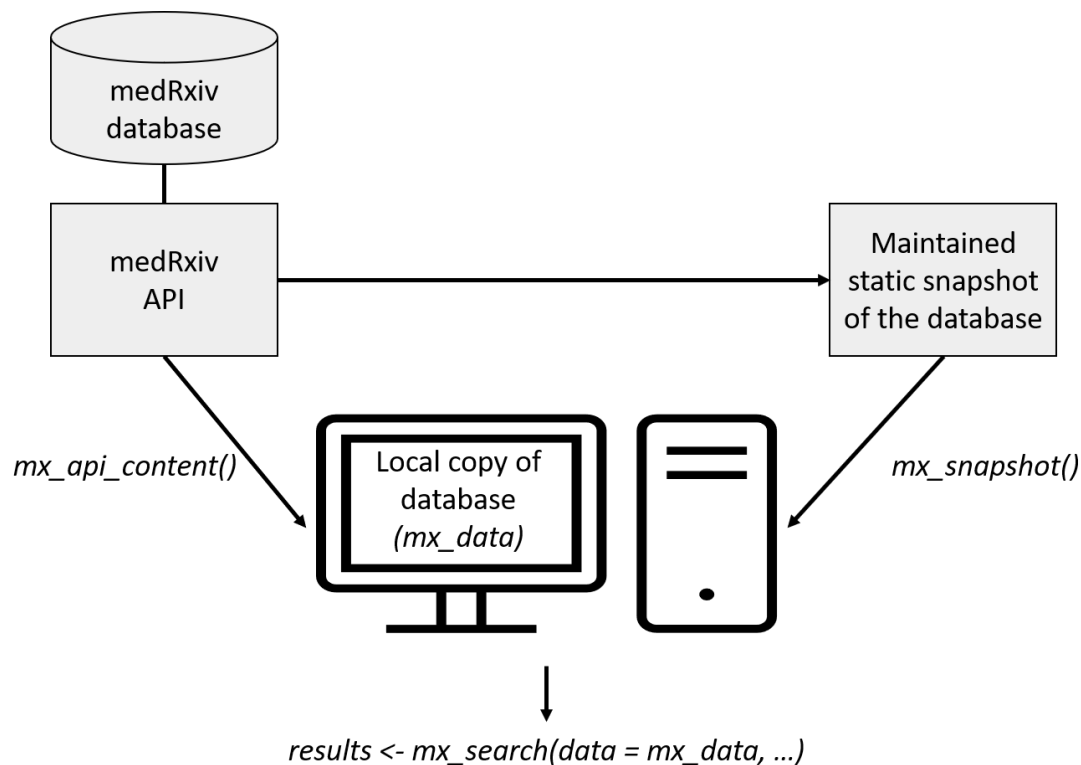 medRxiv
database
medRxiv
API
Maintained
static snapshot
of the database
mx_api_content()
Local copy of
database
(mx_data)
mx_snapshot()
results <- mx_search(data = mx_data, ...)